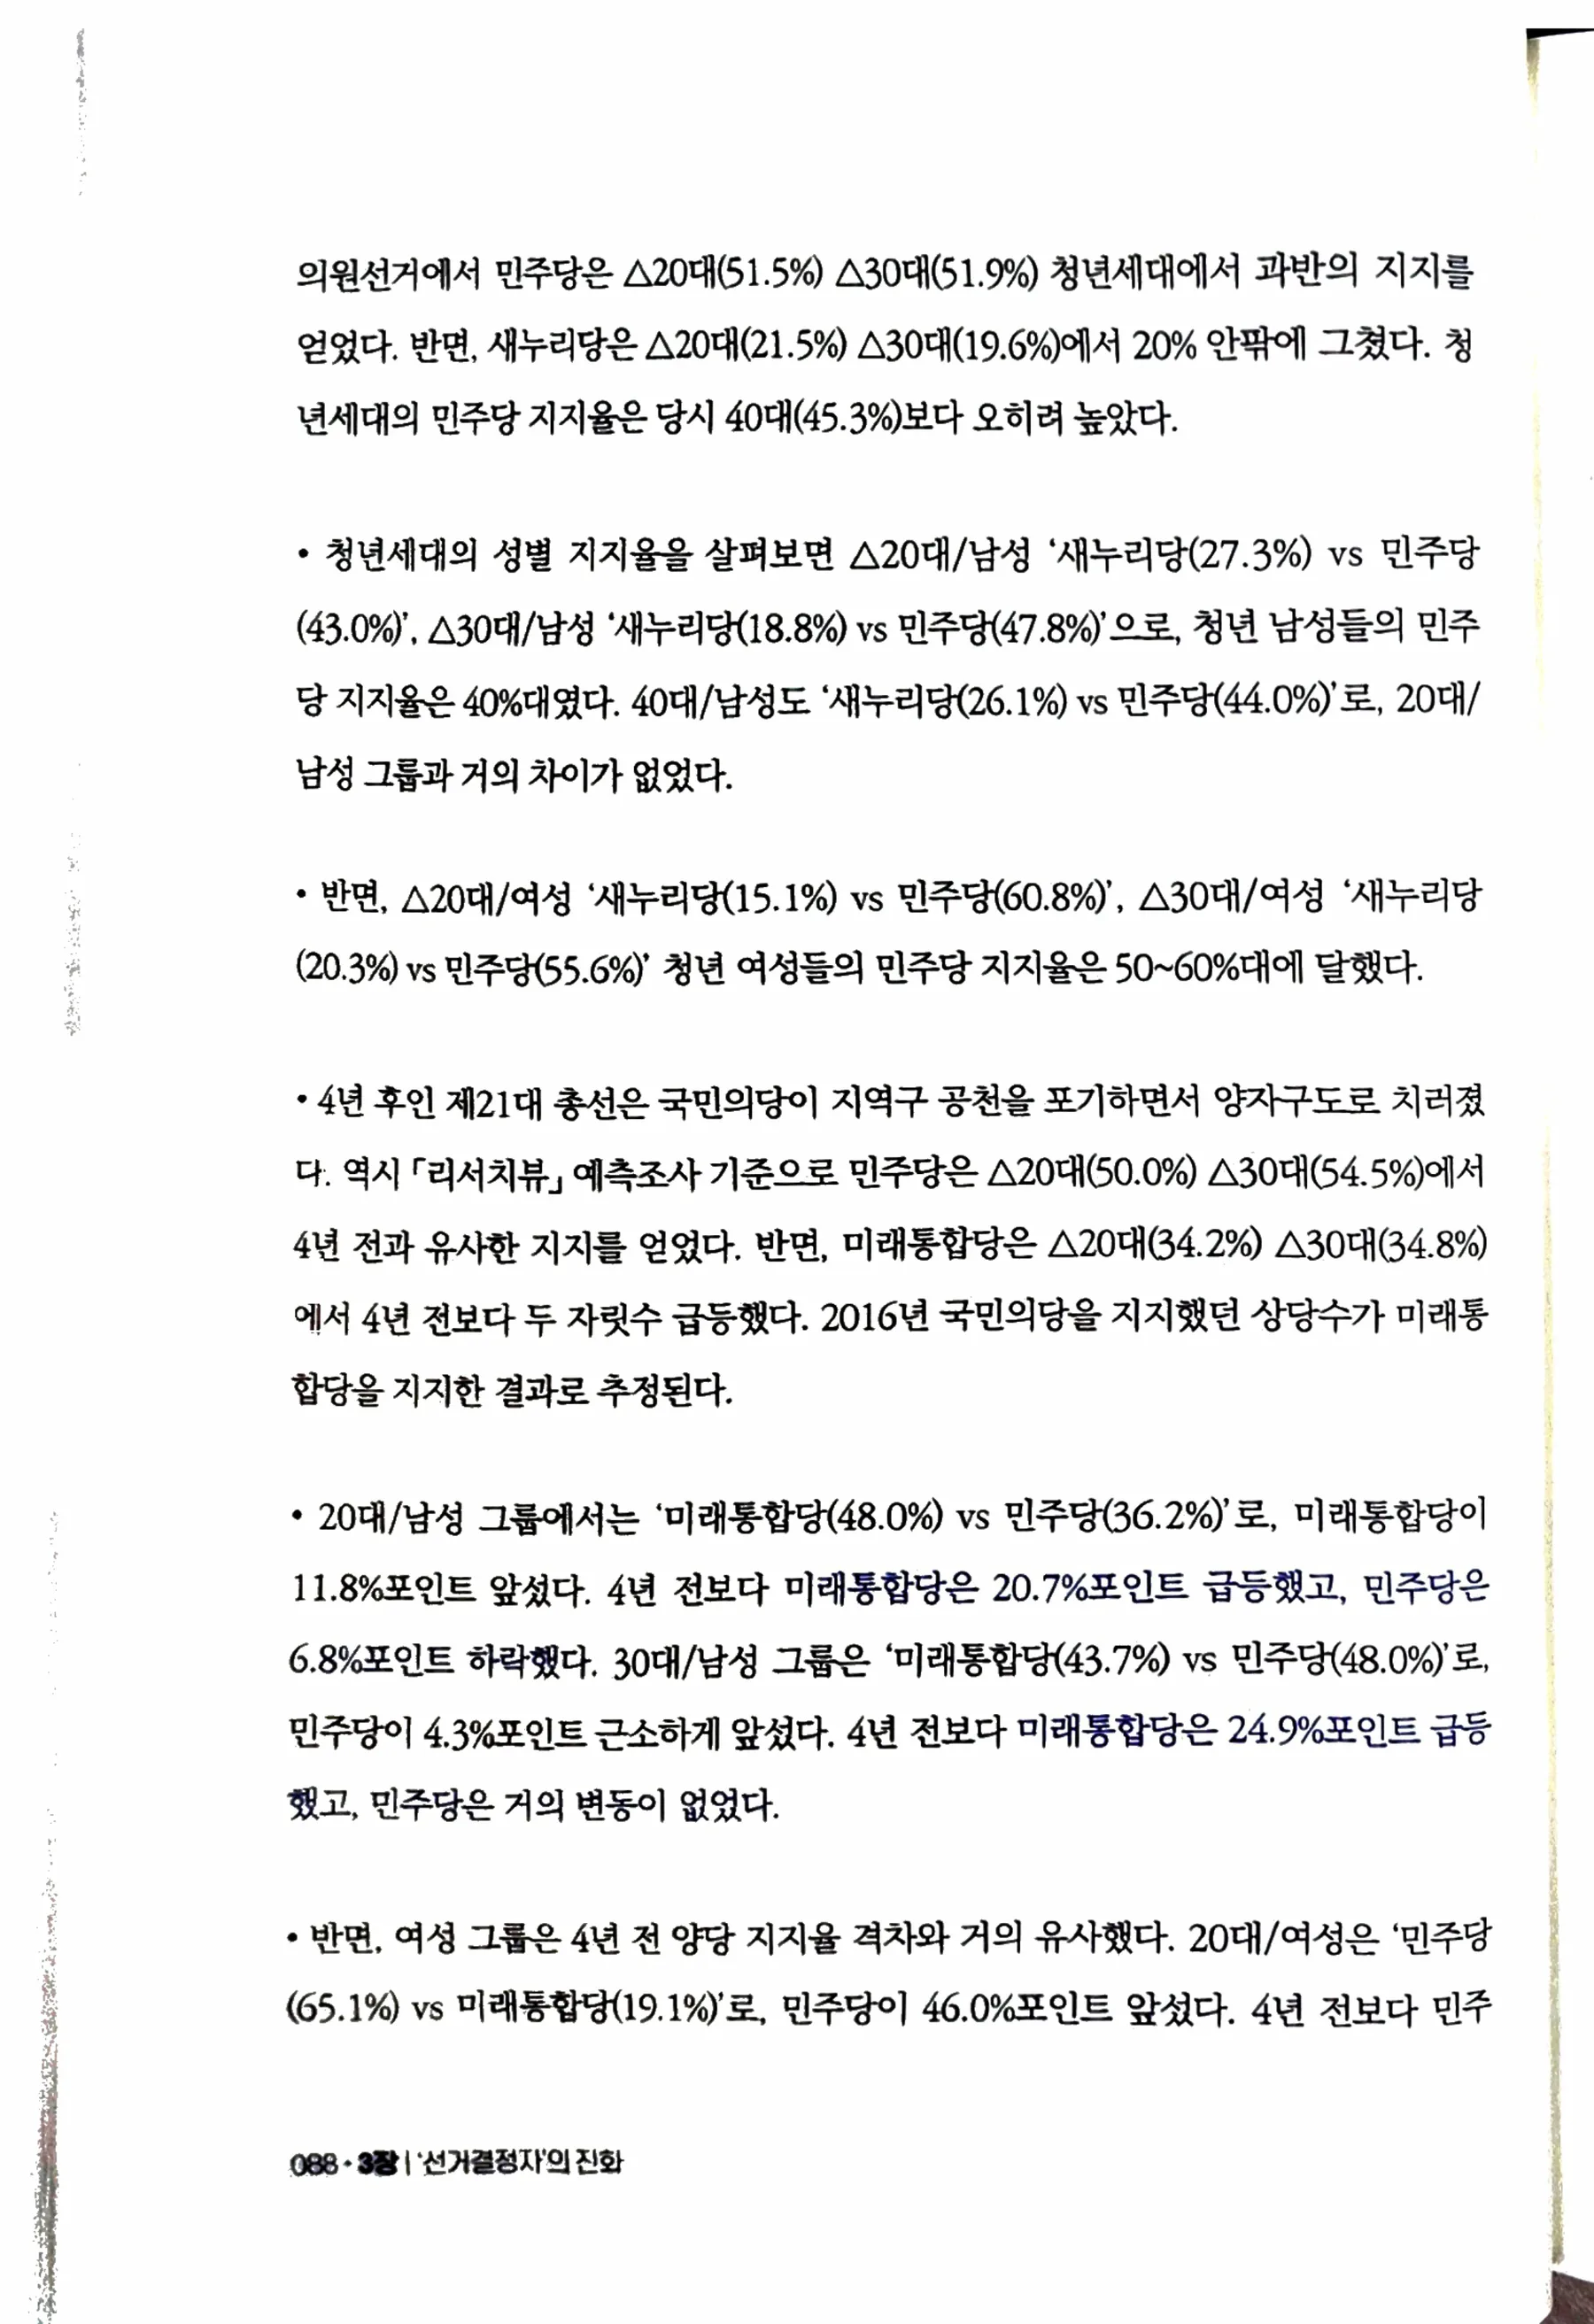 의원선거에서 민주당은 △20대(51.5%) △30대(51.9%) 청년세대에서 과반의 지지를
얻었다. 반면, 새누리당은 △20대(21.5%) △30대(19.6%)에서 20% 안팎에 그쳤다. 청
년세대의 민주당 지지율은 당시 40대(45.3%)보다 오히려 높았다.
• 청년세대의 성별 지지율을 살펴보면 △20대/남성 ‘새누리당(27.3%) vs 민주당
(43.0%)’, △30대/남성 ‘새누리당(18.8%) vs 민주당(47.8%)’으로, 청년 남성들의 민주
당 지지율은 40%대였다. 40대/남성도 ‘새누리당(26.1%) vs 민주당(44.0%)’로, 20대/
남성 그룹과 거의 차이가 없었다.
• 반면, △20대/여성 ‘새누리당(15.1%) vs 민주당(60.8%)’, △30대/여성 ‘새누리당
(20.3%) vs 민주당(55.6%)’ 청년 여성들의 민주당 지지율은 50~60%대에 달했다.
• 4년 후인 제21대 총선은 국민의당이 지역구 공천을 포기하면서 양자구도로 치러졌
다. 역시 「리서치뷰」 예측조사 기준으로 민주당은 △20대(50.0%) △30대(54.5%)에서
4년 전과 유사한 지지를 얻었다. 반면, 미래통합당은 △20대(34.2%) △30대(34.8%)
에서 4년 전보다 두 자릿수 급등했다. 2016년 국민의당을 지지했던 상당수가 미래통
합당을 지지한 결과로 추정된다.
• 20대/남성 그룹에서는 ‘미래통합당(48.0%) vs 민주당(36.2%)’로, 미래통합당이
11.8%포인트 앞섰다. 4년 전보다 미래통합당은 20.7%포인트 급등했고, 민주당은
6.8%포인트 하락했다. 30대/남성 그룹은 ‘미래통합당(43.7%) vs 민주당(48.0%)’로,
민주당이 4.3%포인트 근소하게 앞섰다. 4년 전보다 미래통합당은 24.9%포인트 급등
했고, 민주당은 거의 변동이 없었다.
• 반면, 여성 그룹은 4년 전 양당 지지율 격차와 거의 유사했다. 20대/여성은 ‘민주당
(65.1%) vs 미래통합당(19.1%)’로, 민주당이 46.0%포인트 앞섰다. 4년 전보다 민주
088 • 3장 | ‘선거결정자’의 진화